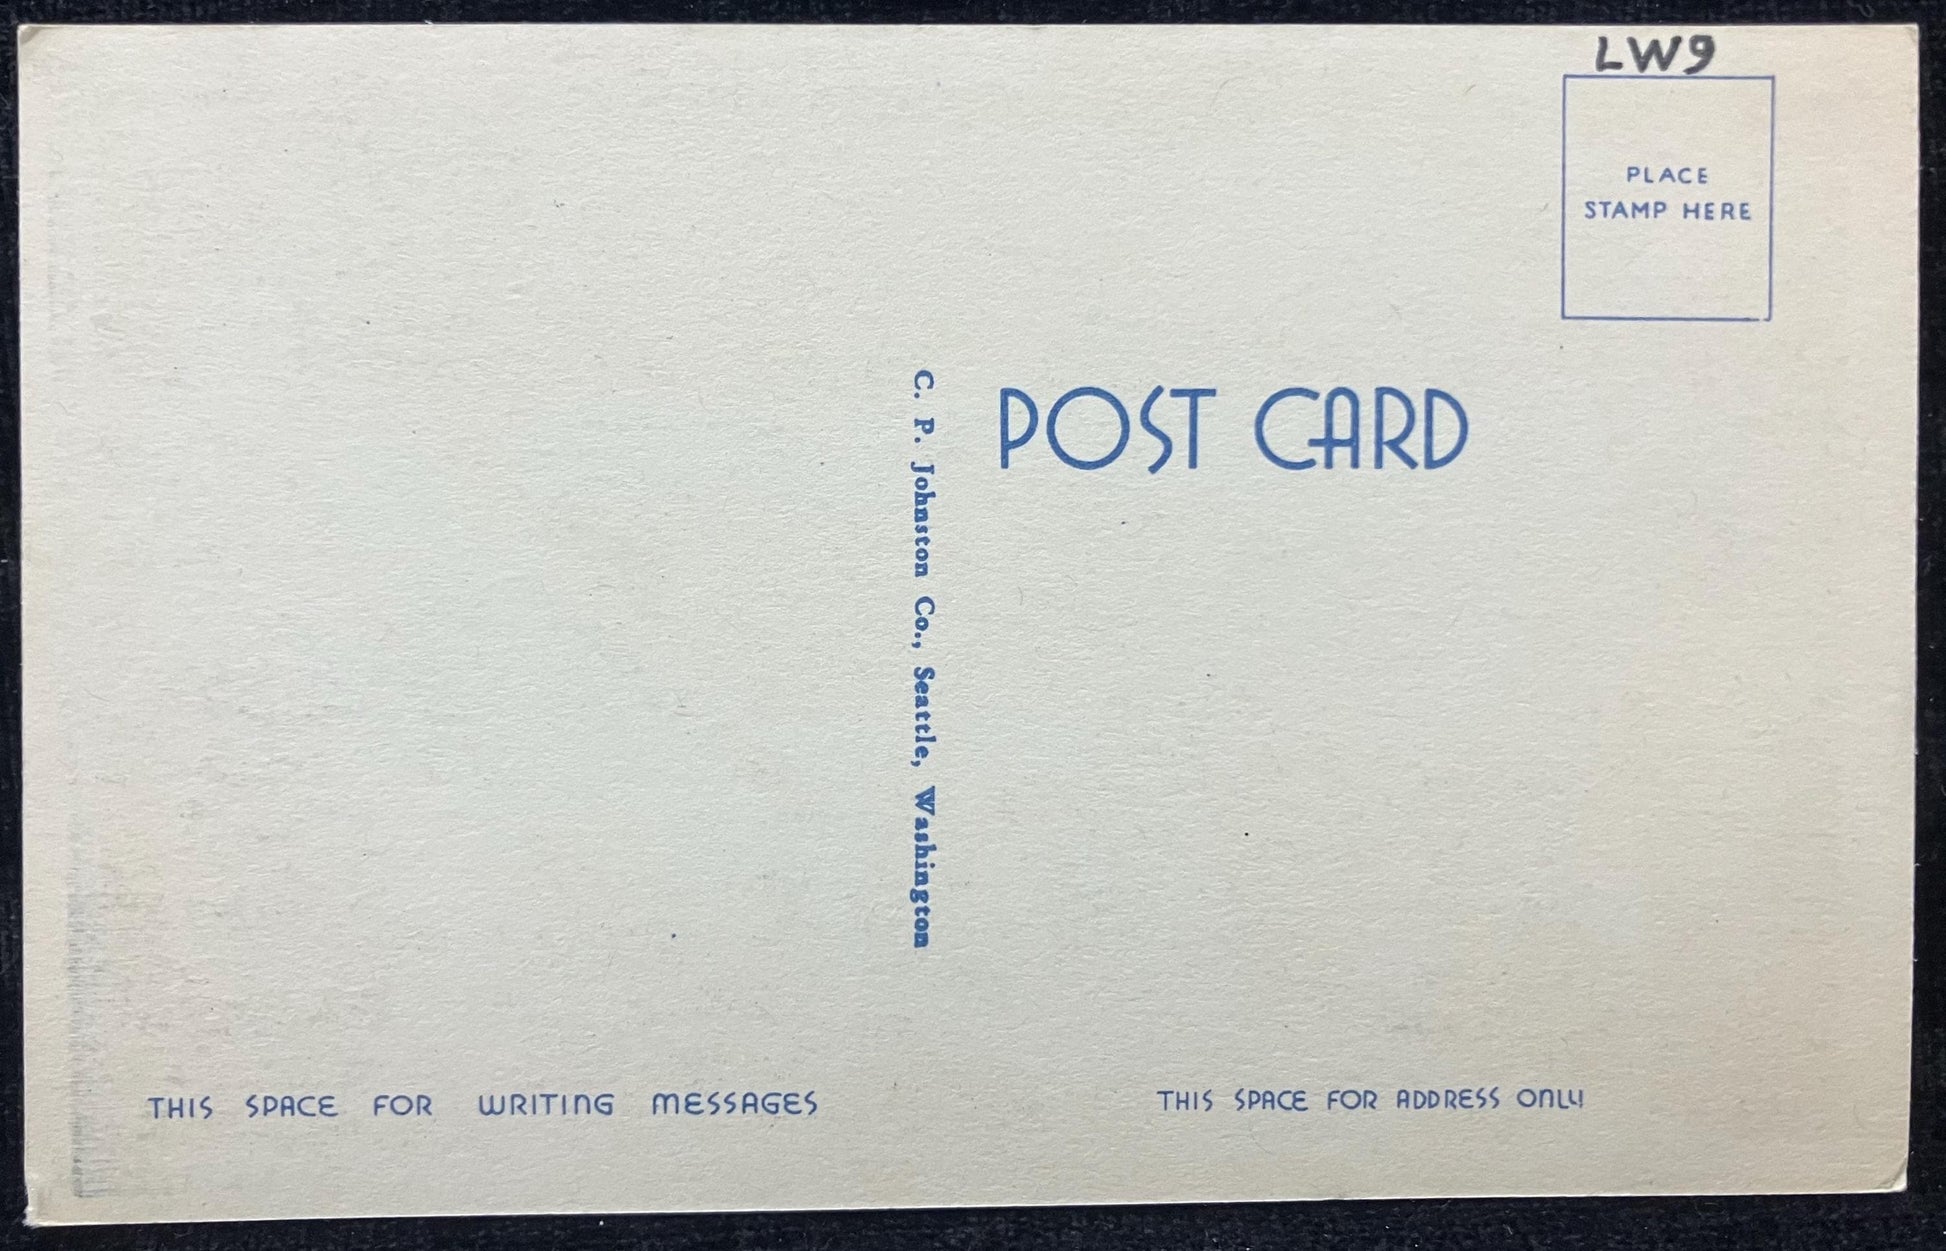 LW9
PLACE
STAMP HERE
POST CARD
C. P. Johnston Co., Seattle, Washington
THIS SPACE FOR WRITING MESSAGES
THIS SPACE FOR ADDRESS ONLY